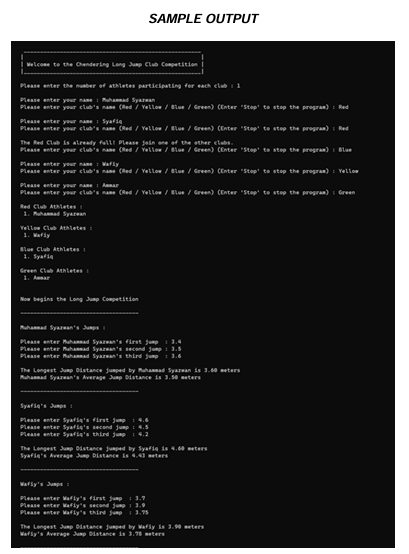 SAMPLE OUTPUT
| Welcome to the Chendering Long Jump Club Competition |
Please enter the number of athletes participating for each club : 1
Please enter your name : Muhammad Syazwan
Please enter your club's name (Red / Yellow / Blue / Green) (Enter 'Stop' to stop the program) : Red
Please enter your name : Syafiq
Please enter your club's name (Red / Yellow / Blue / Green) (Enter 'Stop' to stop the program) : Red
The Red Club is already full! Please join one of the other clubs.
Please enter your club's name (Red / Yellow / Blue / Green) (Enter 'Stop' to stop the program) : Blue
Please enter your name : Wafiy
Please enter your club's name (Red / Yellow / Blue / Green) (Enter 'Stop' to stop the program) : Yellow
Please enter your name : Ammar
Please enter your club's name (Red / Yellow / Blue / Green) (Enter 'Stop' to stop the program) : Green
Red Club Athletes :
1. Muhammad Syazwan
Yellow Club Athletes :
1. Wafiy
Blue Club Athletes :
1. Syafiq
Green Club Athletes :
1. Ammar
Now begins the Long Jump Competition
-----------------------------------
Muhammad Syazwan's Jumps :
Please enter Muhammad Syazwan's first jump : 3.4
Please enter Muhammad Syazwan's second jump : 3.5
Please enter Muhammad Syazwan's third jump : 3.6
The Longest Jump Distance jumped by Muhammad Syazwan is 3.60 meters
Muhammad Syazwan's Average Jump Distance is 3.50 meters
-----------------------------------
Syafiq's Jumps :
Please enter Syafiq's first jump : 4.6
Please enter Syafiq's second jump : 4.5
Please enter Syafiq's third jump : 4.2
The Longest Jump Distance jumped by Syafiq is 4.60 meters
Syafiq's Average Jump Distance is 4.43 meters
-----------------------------------
Wafiy's Jumps :
Please enter Wafiy's first jump : 3.7
Please enter Wafiy's second jump : 3.9
Please enter Wafiy's third jump : 3.75
The Longest Jump Distance jumped by Wafiy is 3.90 meters
Wafiy's Average Jump Distance is 3.78 meters